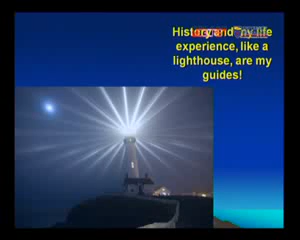 History and my life
experience, like a
lighthouse, are my
guides!